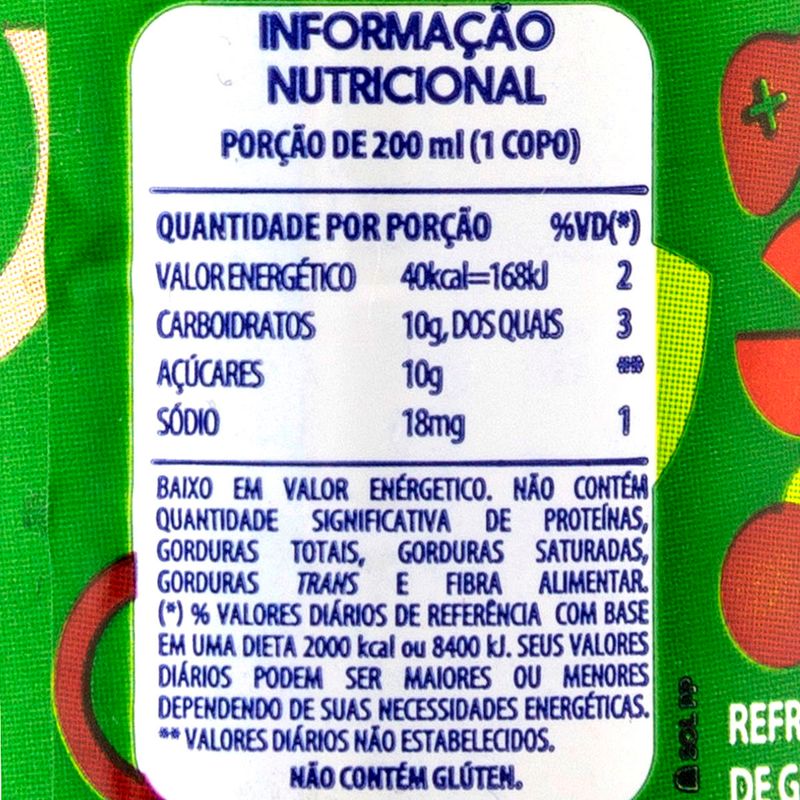 INFORMAÇÃO
NUTRICIONAL
PORÇÃO DE 200 ml (1 COPO)
QUANTIDADE POR PORÇÃO %VD(*)
VALOR ENERGÉTICO 40kcal=168kJ 2
CARBOIDRATOS 10g, DOS QUAIS 3
AÇÚCARES 10g **
SÓDIO 18mg 1
BAIXO EM VALOR ENÉRGETICO. NÃO CONTÉM
QUANTIDADE SIGNIFICATIVA DE PROTEÍNAS,
GORDURAS TOTAIS, GORDURAS SATURADAS,
GORDURAS TRANS E FIBRA ALIMENTAR.
(*) % VALORES DIÁRIOS DE REFERÊNCIA COM BASE
EM UMA DIETA 2000 kcal ou 8400 kJ. SEUS VALORES
DIÁRIOS PODEM SER MAIORES OU MENORES
DEPENDENDO DE SUAS NECESSIDADES ENERGÉTICAS.
** VALORES DIÁRIOS NÃO ESTABELECIDOS.
NÃO CONTÉM GLÚTEN.
SOL PP
REFR
DE G